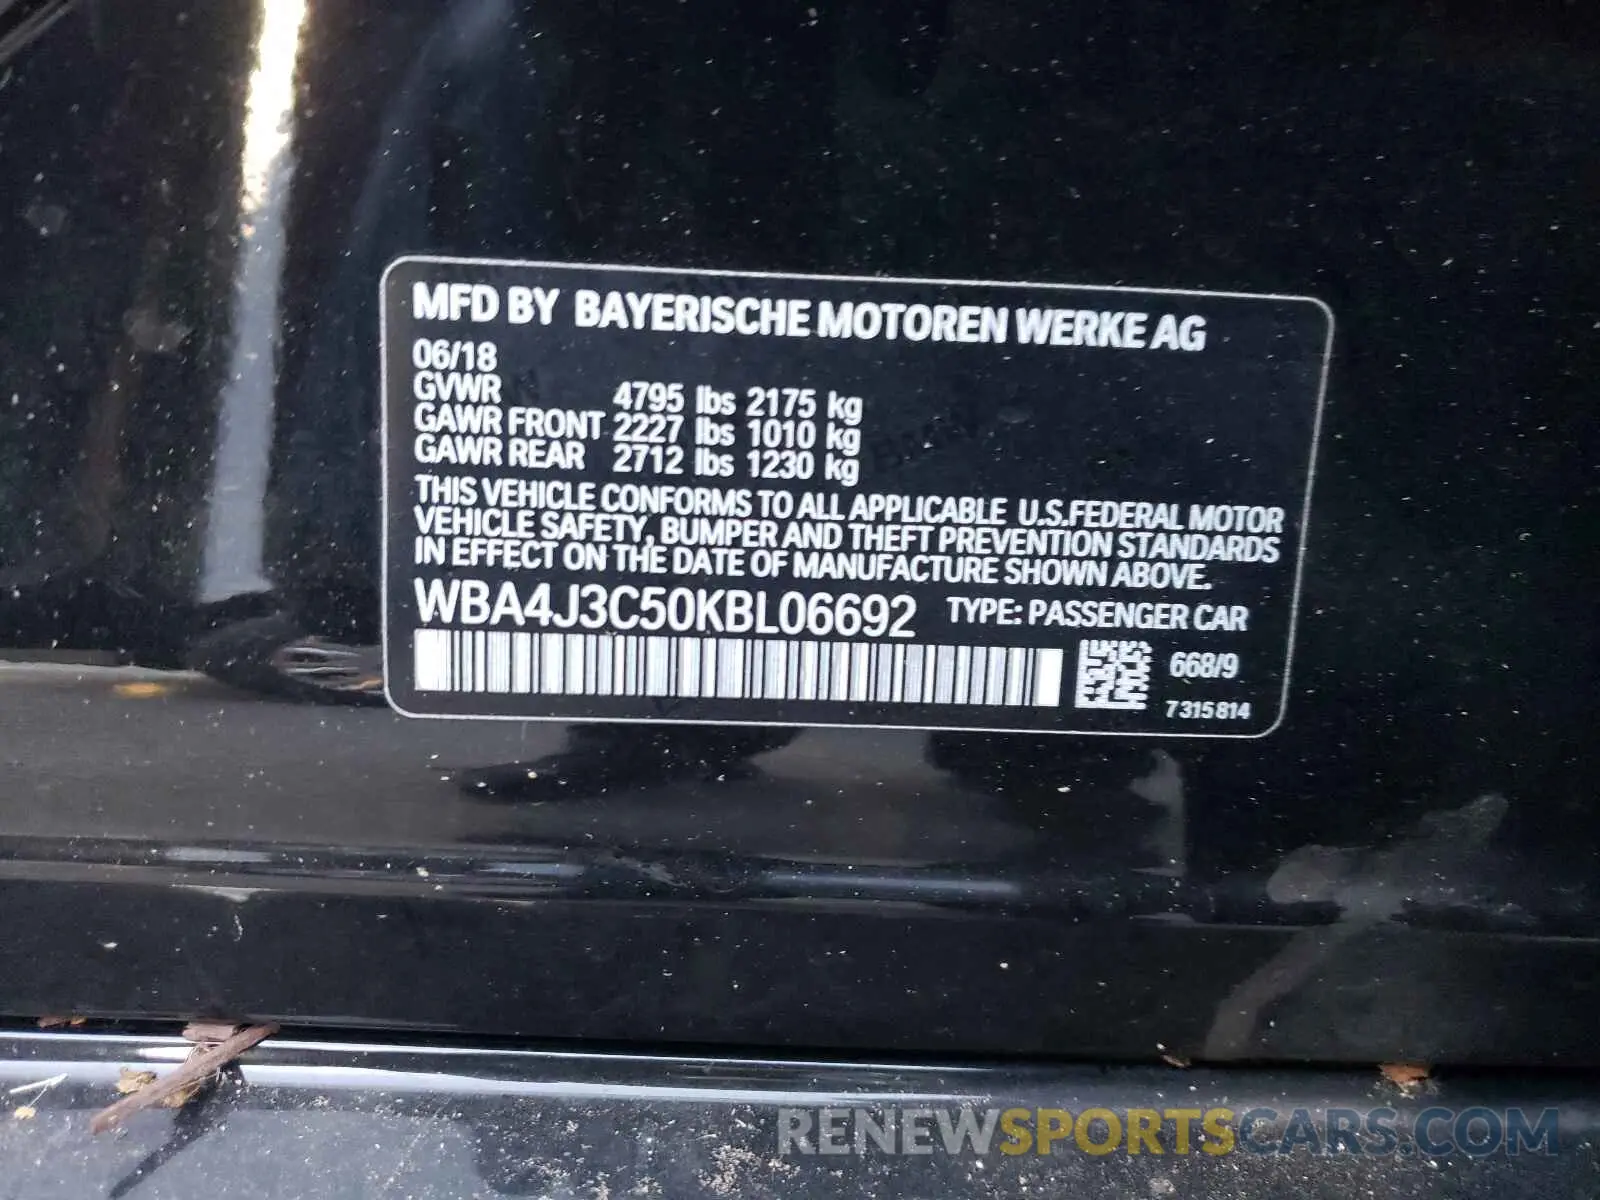 MFD BY BAYERISCHE MOTOREN WERKE AG
06/18
GVWR 4795 lbs 2175 kg
GAWR FRONT 2227 lbs 1010 kg
GAWR REAR 2712 lbs 1230 kg
THIS VEHICLE CONFORMS TO ALL APPLICABLE U.S.FEDERAL MOTOR
VEHICLE SAFETY, BUMPER AND THEFT PREVENTION STANDARDS
IN EFFECT ON THE DATE OF MANUFACTURE SHOWN ABOVE.
WBA4J3C50KBL06692 TYPE: PASSENGER CAR
668/9
7315814
RENEWSPORTSCARS.COM